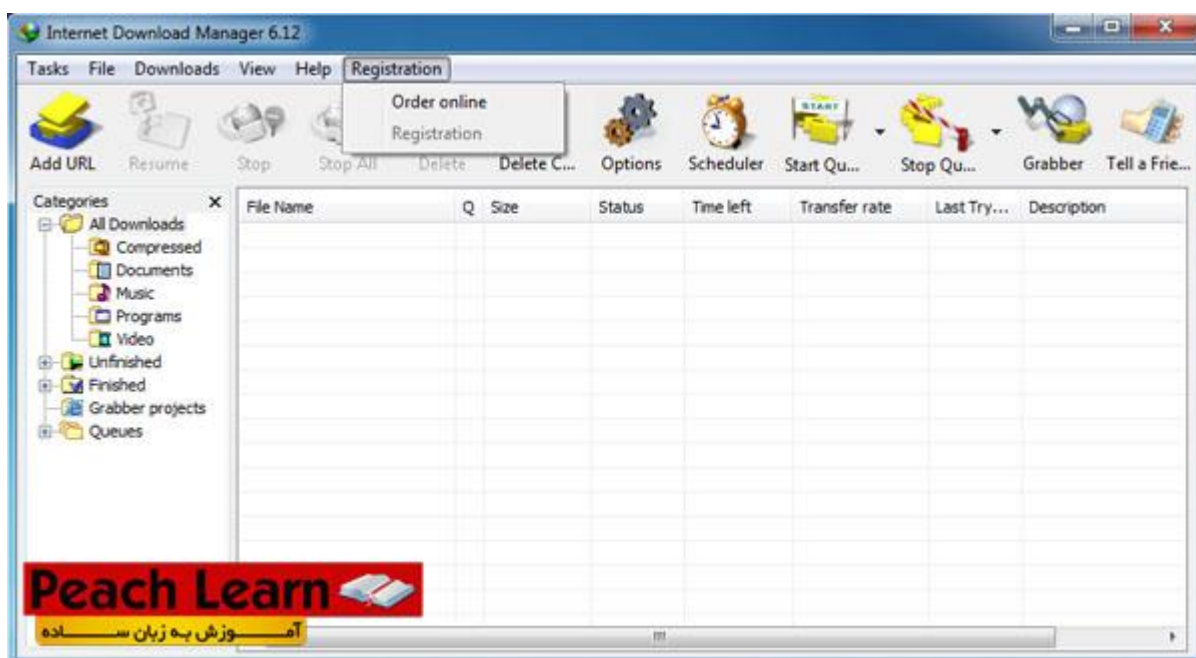 Internet Download Manager 6.12
Tasks File Downloads View Help Registration
Order online
Registration
Add URL Resume Stop Stop All Delete Delete C... Options Scheduler Start Qu... Stop Qu... Grabber Tell a Frie...
Categories
File Name Q Size Status Time left Transfer rate Last Try... Description
All Downloads
Compressed
Documents
Music
Programs
Video
Unfinished
Finished
Grabber projects
Queues
START
Peach Learn
آمـــوزش به زبان ســـاده